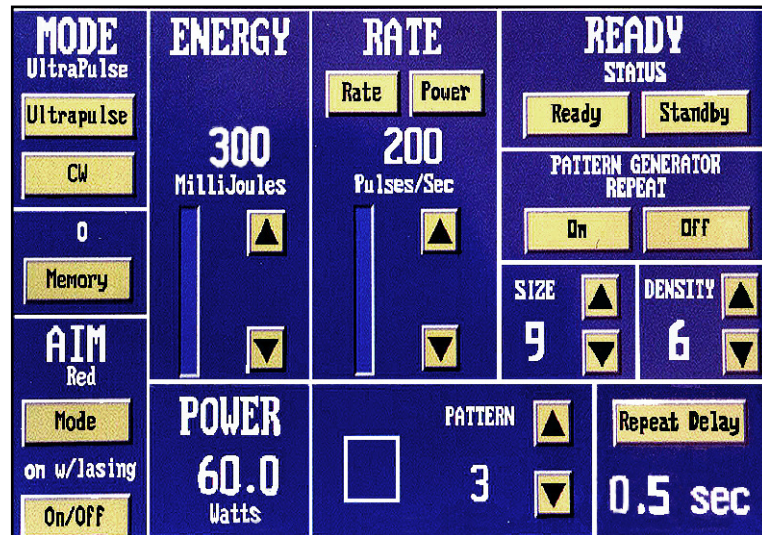 MODE
UltraPulse
Ultrapulse
CW
0
Memory
AIM
Red
Mode
on w/lasing
On/Off
ENERGY
300
MilliJoules
RATE
Rate Power
200
Pulses/Sec
READY
STATUS
Ready Standby
PATTERN GENERATOR
REPEAT
On Off
SIZE
9
DENSITY
6
POWER
60.0
Watts
PATTERN
3
Repeat Delay
0.5 sec